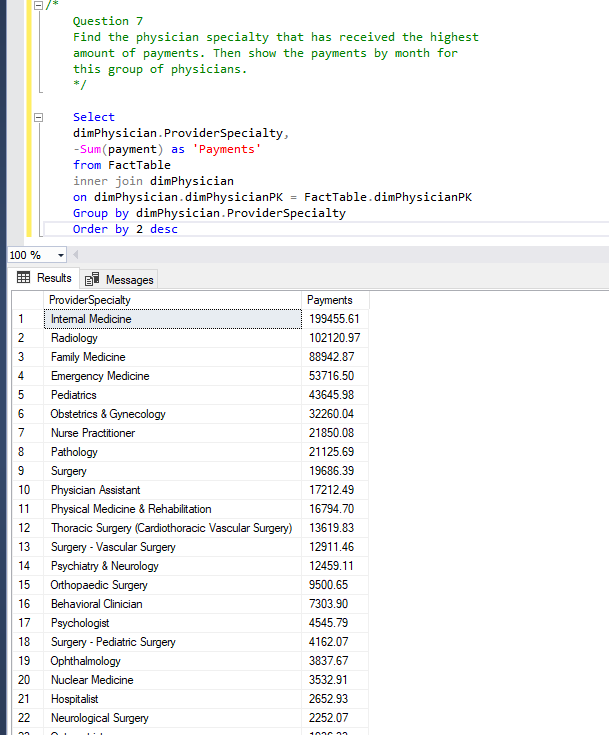 /*
Question 7
Find the physician specialty that has received the highest
amount of payments. Then show the payments by month for
this group of physicians.
*/
Select
dimPhysician.ProviderSpecialty,
-Sum(payment) as 'Payments'
from FactTable
inner join dimPhysician
on dimPhysician.dimPhysicianPK = FactTable.dimPhysicianPK
Group by dimPhysician.ProviderSpecialty
Order by 2 desc
100 %
Results Messages
ProviderSpecialty Payments
1 Internal Medicine 199455.61
2 Radiology 102120.97
3 Family Medicine 88942.87
4 Emergency Medicine 53716.50
5 Pediatrics 43645.98
6 Obstetrics & Gynecology 32260.04
7 Nurse Practitioner 21850.08
8 Pathology 21125.69
9 Surgery 19686.39
10 Physician Assistant 17212.49
11 Physical Medicine & Rehabilitation 16794.70
12 Thoracic Surgery (Cardiothoracic Vascular Surgery) 13619.83
13 Surgery - Vascular Surgery 12911.46
14 Psychiatry & Neurology 12459.11
15 Orthopaedic Surgery 9500.65
16 Behavioral Clinician 7303.90
17 Psychologist 4545.79
18 Surgery - Pediatric Surgery 4162.07
19 Ophthalmology 3837.67
20 Nuclear Medicine 3532.91
21 Hospitalist 2652.93
22 Neurological Surgery 2252.07